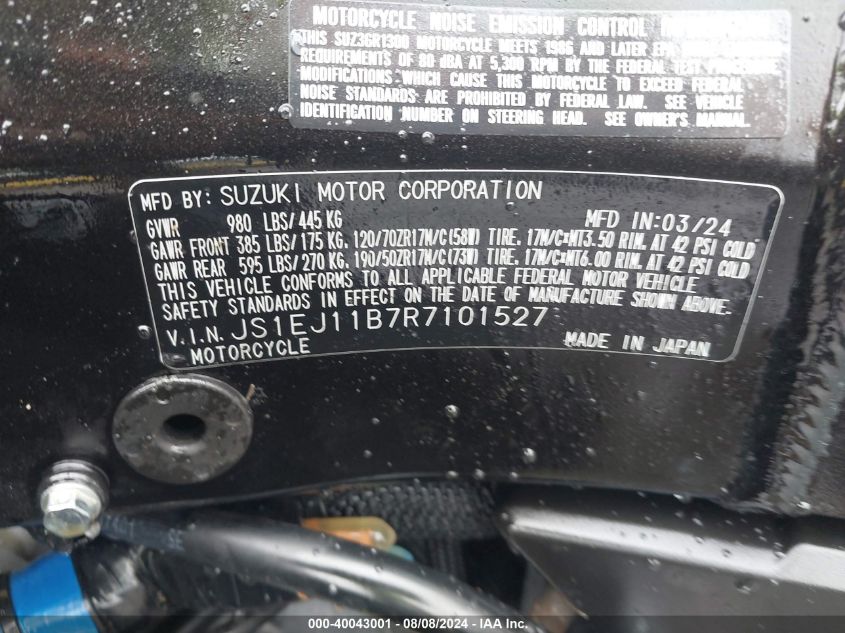 MOTORCYCLE NOISE EMISSION CONTROL
THIS SUZ3GR1300 MOTORCYCLE MEETS 1986 AND LATER EPA
REQUIREMENTS OF 80 dBA AT 5,300 RPM BY THE FEDERAL TEST PROCEDURE.
MODIFICATIONS WHICH CAUSE THIS MOTORCYCLE TO EXCEED FEDERAL
NOISE STANDARDS ARE PROHIBITED BY FEDERAL LAW. SEE VEHICLE
IDENTIFICATION NUMBER ON STEERING HEAD. SEE OWNER'S MANUAL.
MFD BY: SUZUKI MOTOR CORPORATION
GVWR 980 LBS/445 KG MFD IN:03/24
GAWR FRONT 385 LBS/175 KG. 120/70ZR17M/C(58W) TIRE. 17M/C×MT3.50 RIM. AT 42 PSI COLD
GAWR REAR 595 LBS/270 KG. 190/50ZR17M/C(73W) TIRE. 17M/C×MT6.00 RIM. AT 42 PSI COLD
THIS VEHICLE CONFORMS TO ALL APPLICABLE FEDERAL MOTOR VEHICLE
SAFETY STANDARDS IN EFFECT ON THE DATE OF MANUFACTURE SHOWN ABOVE.
V.I.N. JS1EJ11B7R7101527
MOTORCYCLE MADE IN JAPAN
000-40043001 - 08/08/2024 - IAA Inc.